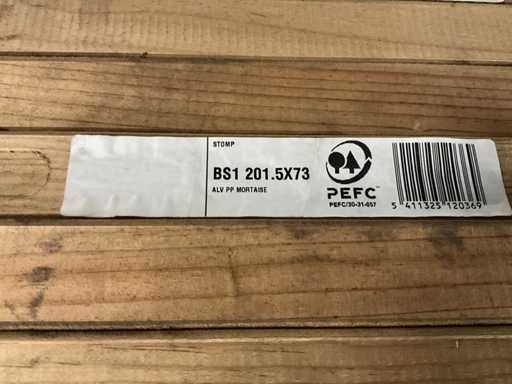 STOMP
BS1 201.5X73
ALV PP MORTAISE
PEFC
PEFC/30-31-057
5 411325 120369